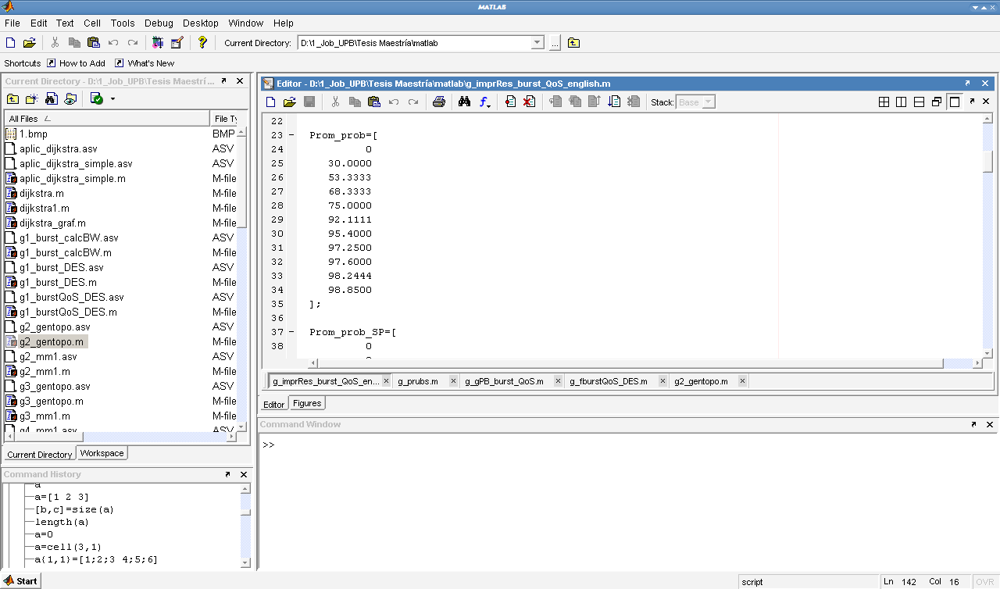 MATLAB
File Edit Text Cell Tools Debug Desktop Window Help
Current Directory: D:\1_Job_UPB\Tesis Maestría\matlab ...
Shortcuts How to Add What's New
Current Directory - D:\1_Job_UPB\Tesis Maestrí ...
All Files File Ty
1.bmp BMP
aplic_dijkstra.asv ASV
aplic_dijkstra_simple.asv ASV
aplic_dijkstra_simple.m M-file
dijkstra.m M-file
dijkstra1.m M-file
dijkstra_graf.m M-file
g1_burst_calcBW.asv ASV
g1_burst_calcBW.m M-file
g1_burst_DES.asv ASV
g1_burst_DES.m M-file
g1_burstQoS_DES.asv ASV
g1_burstQoS_DES.m M-file
g2_gentopo.asv ASV
g2_gentopo.m M-file
g2_mm1.asv ASV
g2_mm1.m M-file
g3_gentopo.asv ASV
g3_gentopo.m M-file
g3_mm1.m M-file
g4_mm1.asv ASV
Current Directory Workspace
Command History
a
a=[1 2 3]
[b,c]=size(a)
length(a)
a=0
a=cell(3,1)
a{1,1}=[1;2;3 4;5;6]
Editor - D:\1_Job_UPB\Tesis Maestría\matlab\g_imprRes_burst_QoS_english.m
Stack: Base
22
23 – Prom_prob=[
24 0
25 30.0000
26 53.3333
27 68.3333
28 75.0000
29 92.1111
30 95.4000
31 97.2500
32 97.6000
33 98.2444
34 98.8500
35 ];
36
37 – Prom_prob_SP=[
38 0
g_imprRes_burst_QoS_en... g_prubs.m g_gPB_burst_QoS.m g_fburstQoS_DES.m g2_gentopo.m
Editor Figures
Command Window
>>
Start script Ln 142 Col 16 OVR